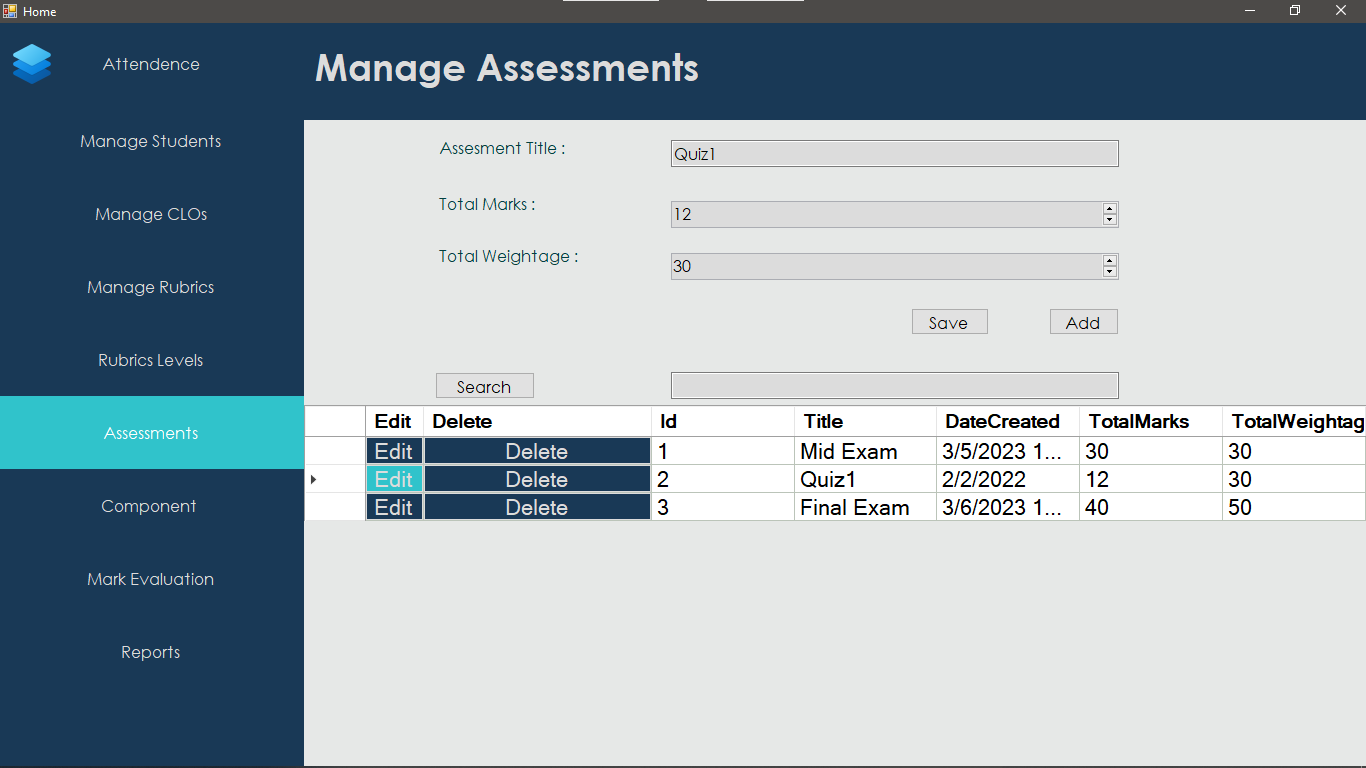 Home
Attendence
Manage Assessments
Manage Students
Manage CLOs
Manage Rubrics
Rubrics Levels
Assessments
Component
Mark Evaluation
Reports
Assesment Title :
Quiz1
Total Marks :
12
Total Weightage :
30
Save Add
Search
Edit Delete Id Title DateCreated TotalMarks TotalWeightag
Edit Delete 1 Mid Exam 3/5/2023 1... 30 30
Edit Delete 2 Quiz1 2/2/2022 12 30
Edit Delete 3 Final Exam 3/6/2023 1... 40 50